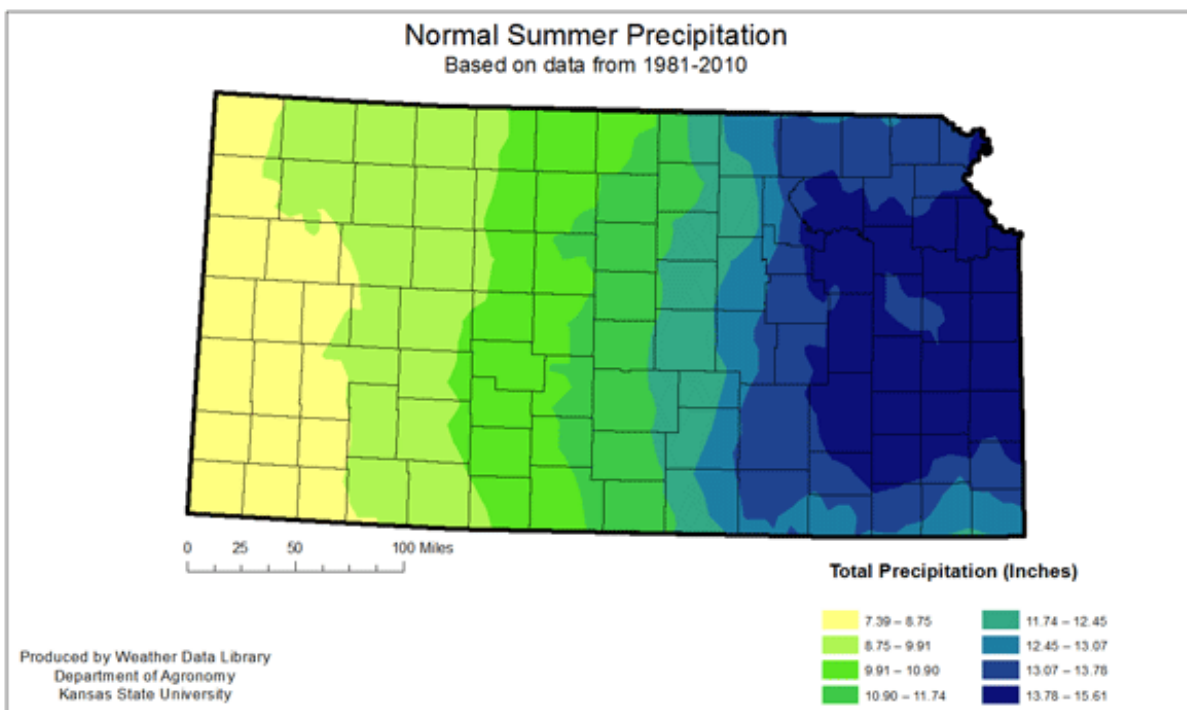 Normal Summer Precipitation
Based on data from 1981-2010
0 25 50 100 Miles
Total Precipitation (Inches)
7.39 – 8.75
8.75 – 9.91
9.91 – 10.90
10.90 – 11.74
11.74 – 12.45
12.45 – 13.07
13.07 – 13.78
13.78 – 15.61
Produced by Weather Data Library
Department of Agronomy
Kansas State University